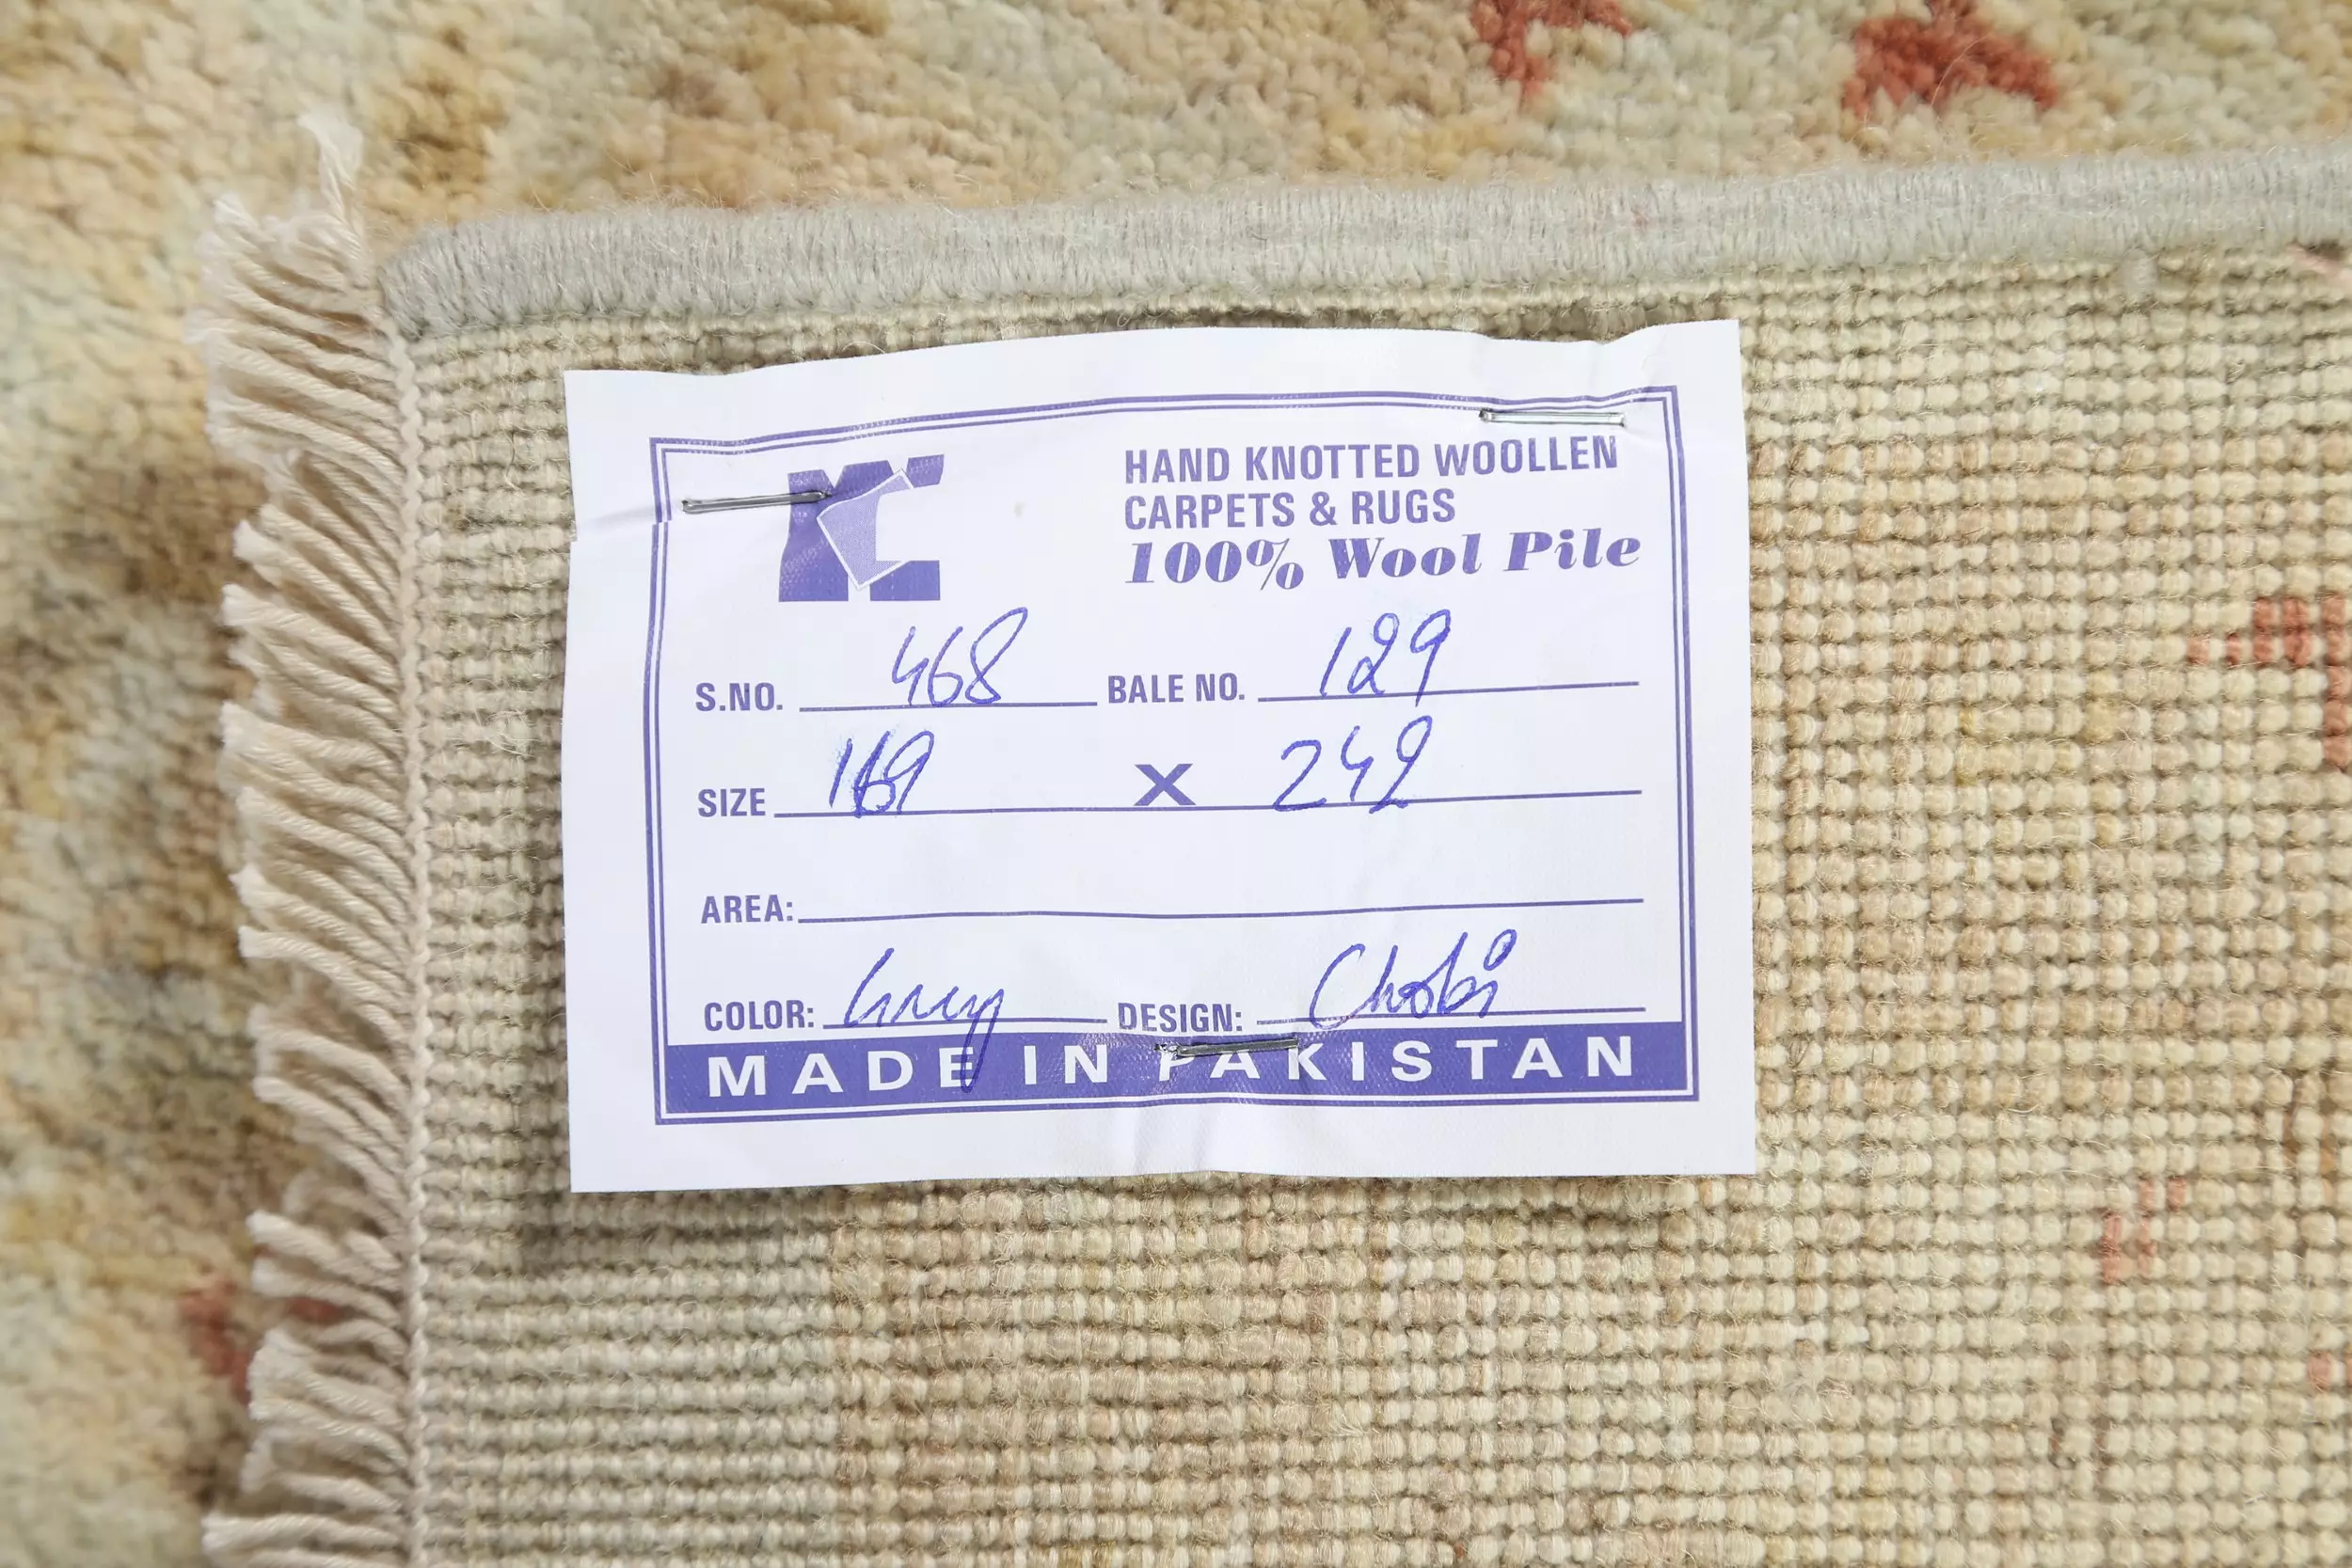 HAND KNOTTED WOOLLEN
CARPETS & RUGS
100% Wool Pile
S.NO. 468 BALE NO. 129
SIZE 169 X 242
AREA:
COLOR: Grey DESIGN: Chobi
MADE IN PAKISTAN